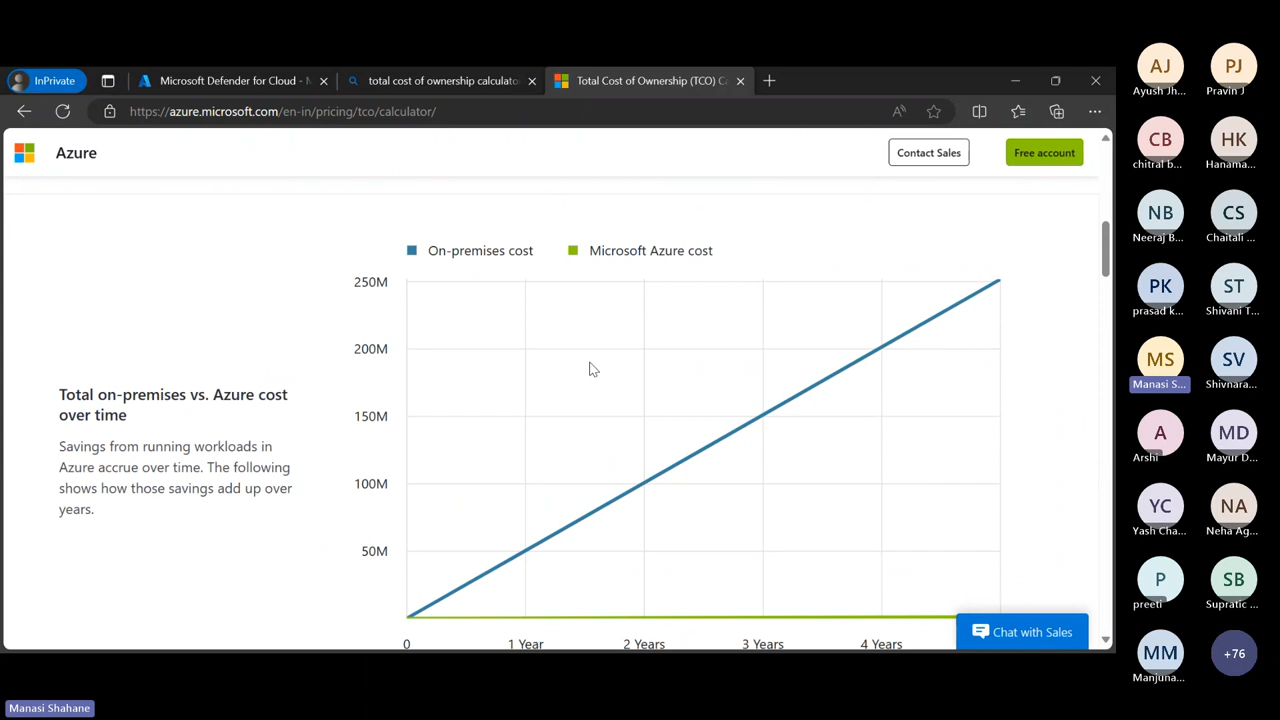 InPrivate
Microsoft Defender for Cloud - M
total cost of ownership calculato
Total Cost of Ownership (TCO) C
https://azure.microsoft.com/en-in/pricing/tco/calculator/
Azure
Contact Sales
Free account
On-premises cost
Microsoft Azure cost
250M
200M
150M
100M
50M
0
1 Year
2 Years
3 Years
4 Years
Total on-premises vs. Azure cost
over time
Savings from running workloads in
Azure accrue over time. The following
shows how those savings add up over
years.
Chat with Sales
AJ
Ayush Jh...
PJ
Pravin J
CB
chitral b...
HK
Hanama...
NB
Neeraj B...
CS
Chaitali ...
PK
prasad k...
ST
Shivani T...
MS
Manasi S...
SV
Shivnara...
A
Arshi
MD
Mayur D...
YC
Yash Cha...
NA
Neha Ag...
P
preeti
SB
Supratic ...
MM
Manjuna...
+76
Manasi Shahane